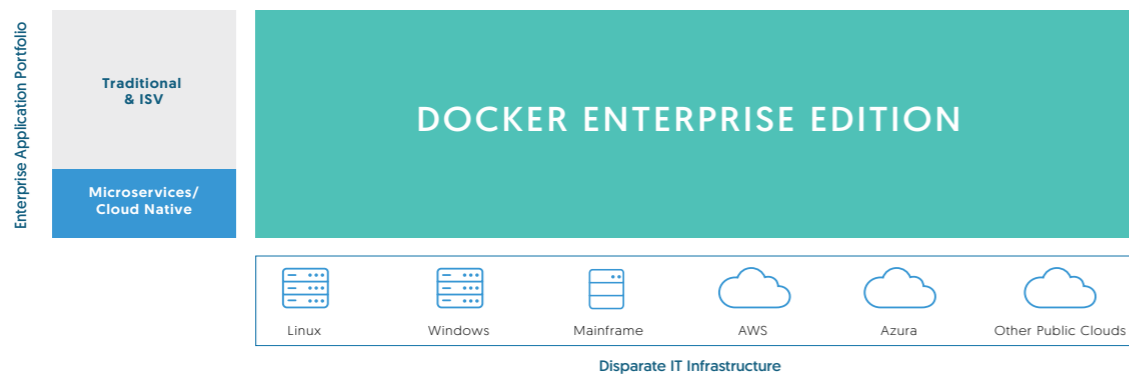 Enterprise Application Portfolio
Traditional
& ISV
DOCKER ENTERPRISE EDITION
Microservices/
Cloud Native
Linux
Windows
Mainframe
AWS
Azura
Other Public Clouds
Disparate IT Infrastructure